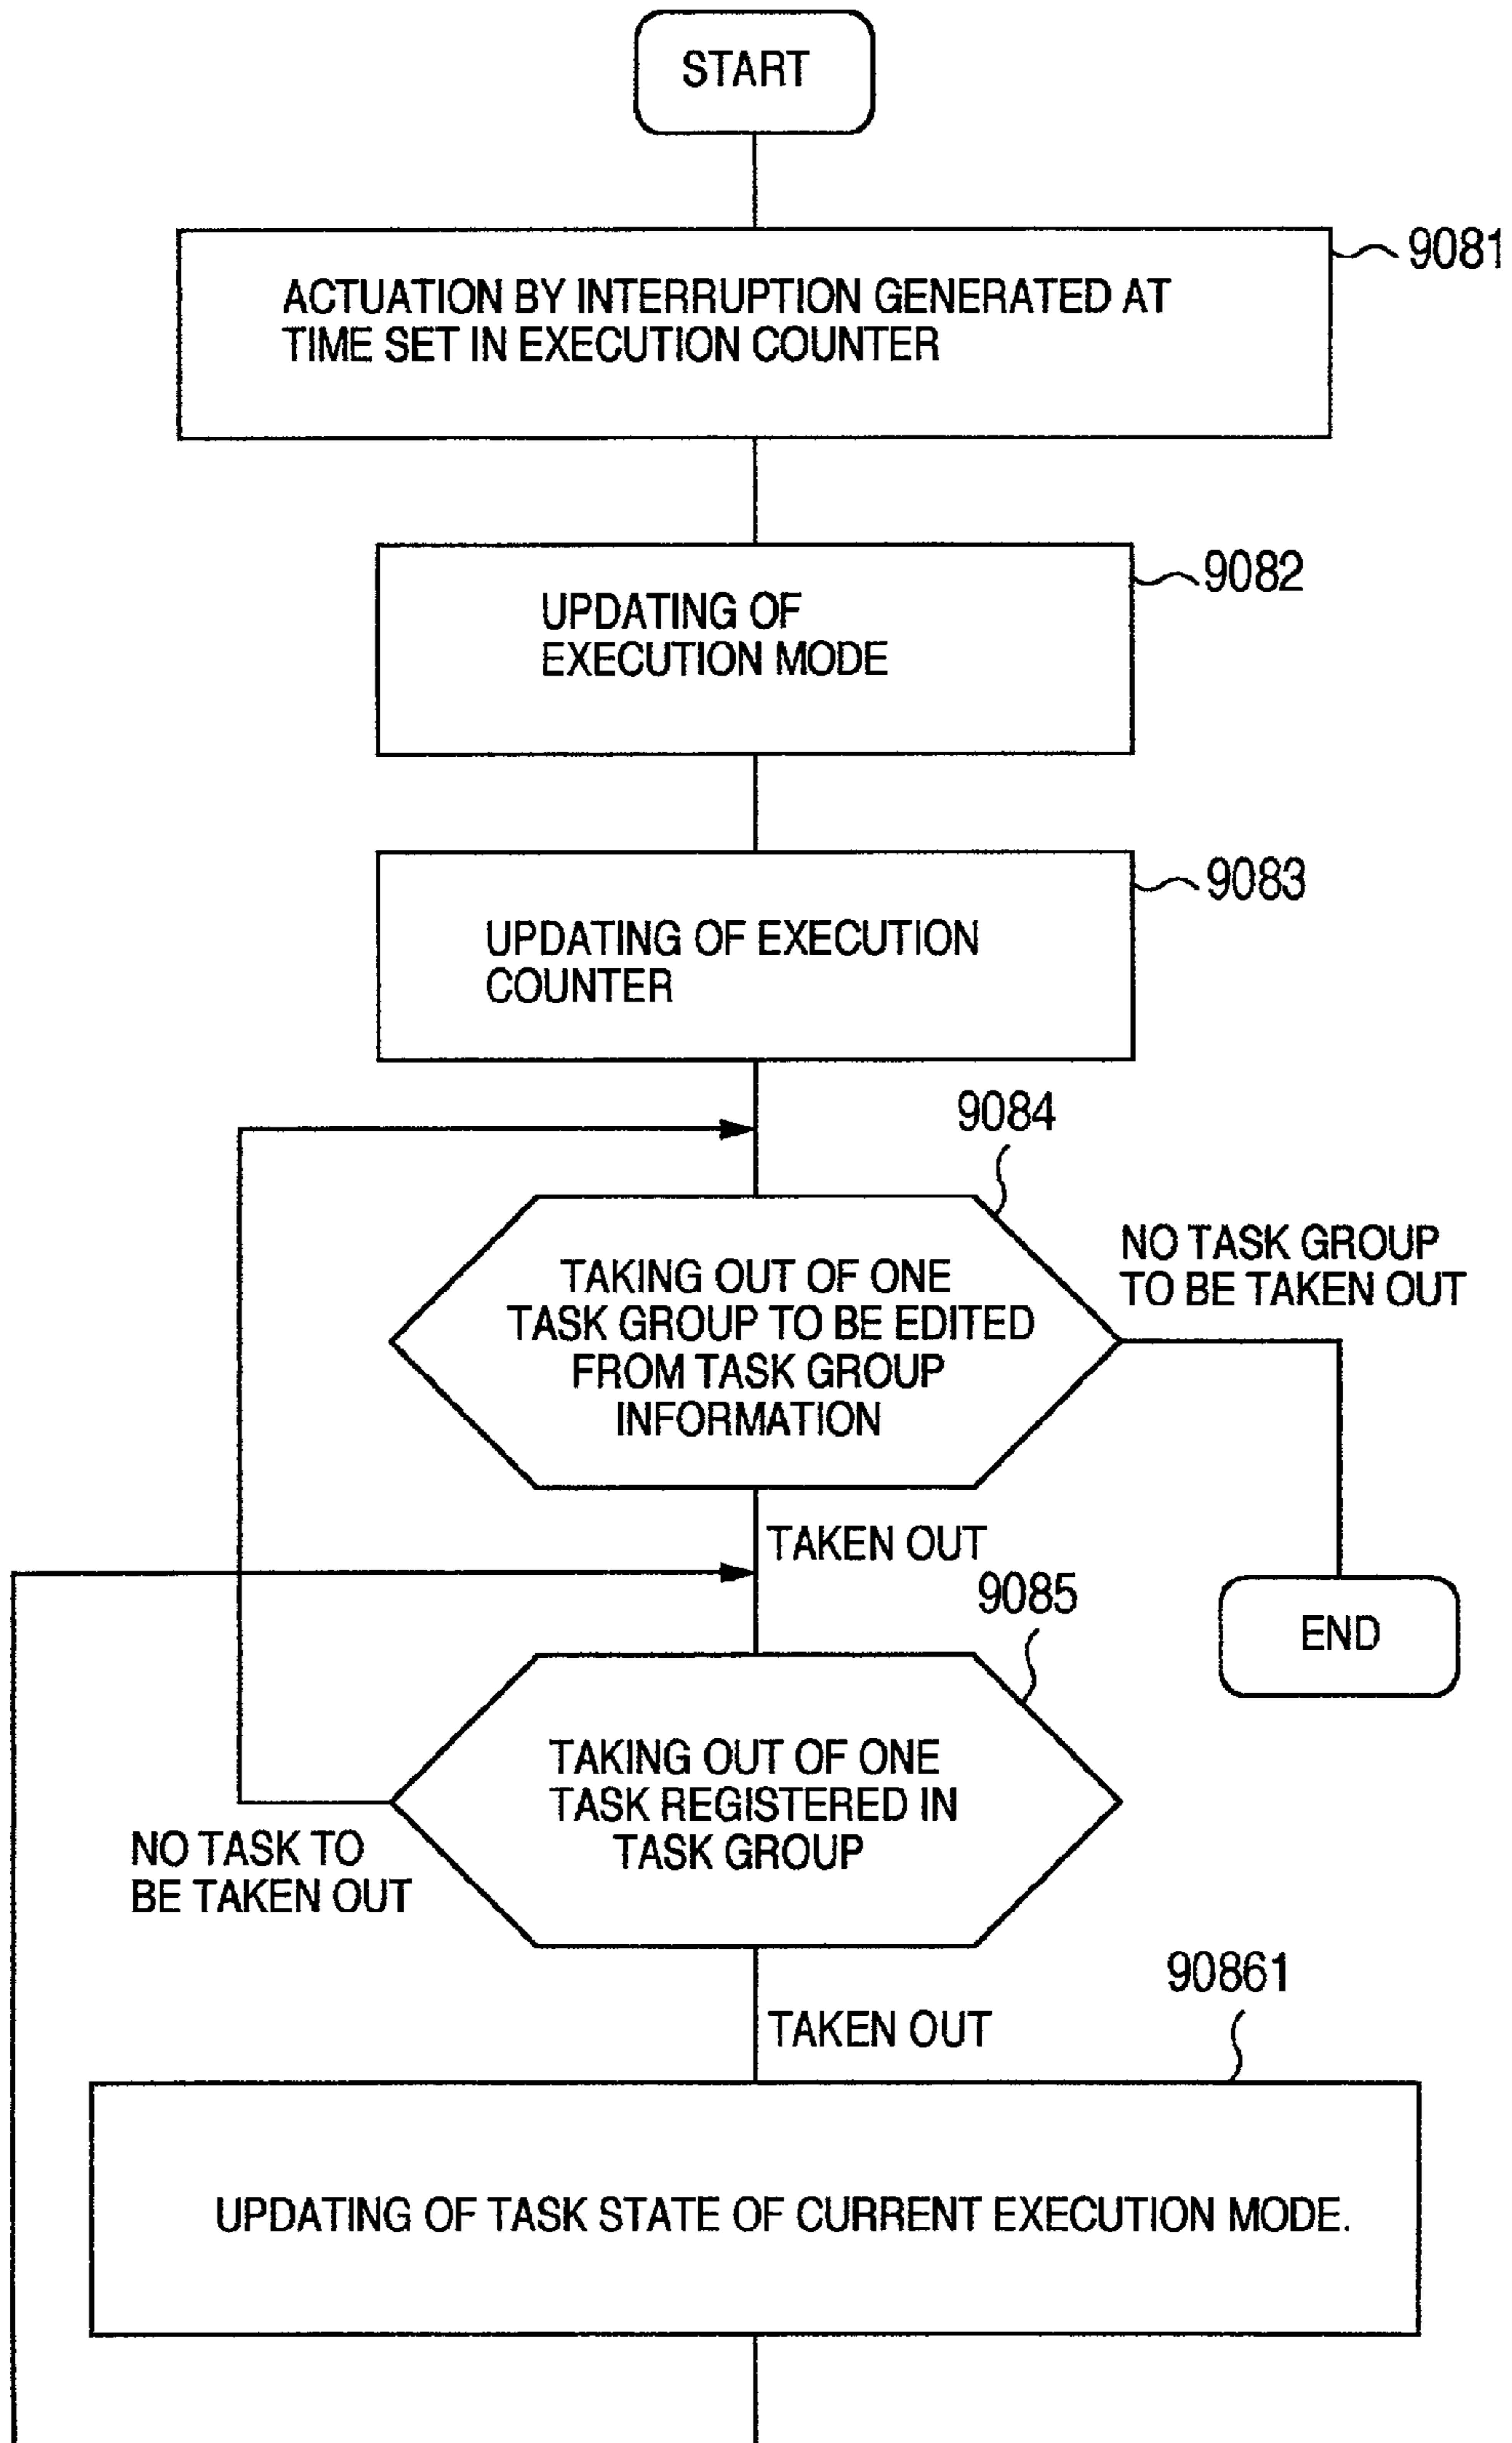 START
9081
ACTUATION BY INTERRUPTION GENERATED AT
TIME SET IN EXECUTION COUNTER
9082
UPDATING OF
EXECUTION MODE
9083
UPDATING OF EXECUTION
COUNTER
9084
NO TASK GROUP
TO BE TAKEN OUT
TAKING OUT OF ONE
TASK GROUP TO BE EDITED
FROM TASK GROUP
INFORMATION
TAKEN OUT
9085
END
TAKING OUT OF ONE
TASK REGISTERED IN
TASK GROUP
NO TASK TO
BE TAKEN OUT
90861
TAKEN OUT
UPDATING OF TASK STATE OF CURRENT EXECUTION MODE.